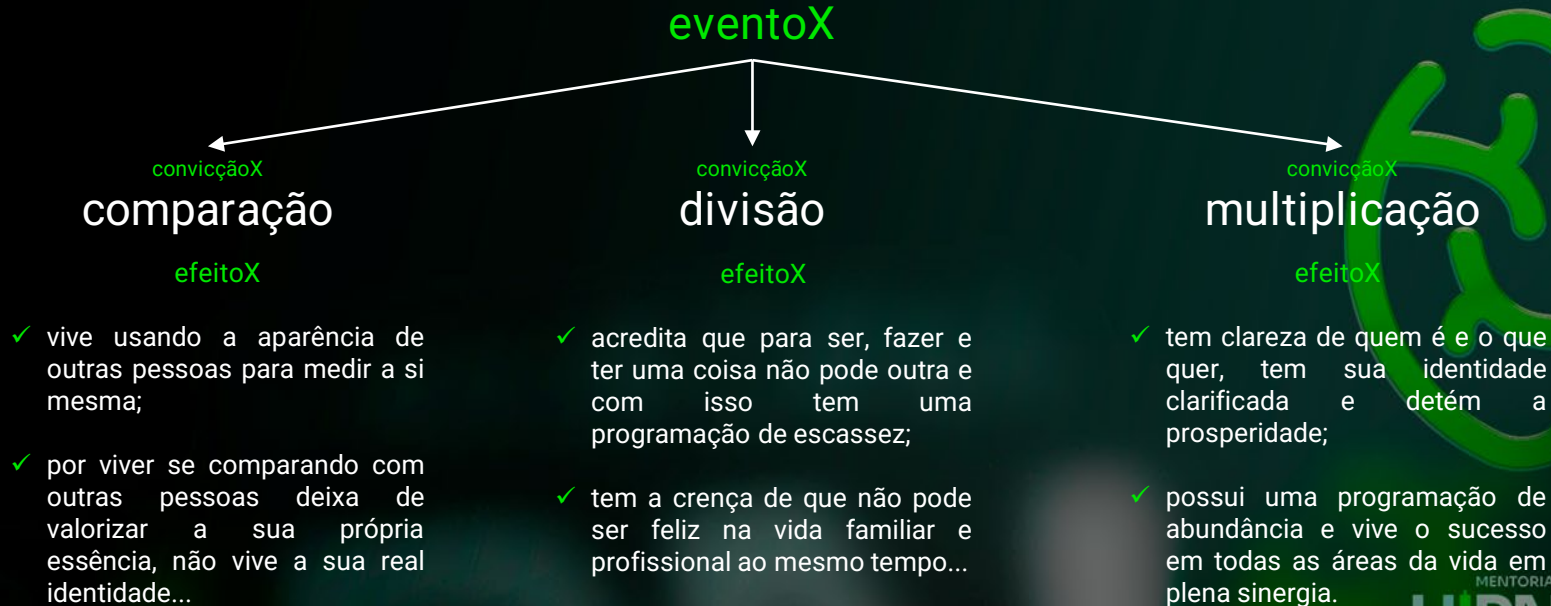 eventoX
convicçãoX
comparação
efeitoX
✓ vive usando a aparência de
outras pessoas para medir a si
mesma;
✓ por viver se comparando com
outras pessoas deixa de
valorizar a sua própria
essência, não vive a sua real
identidade...
convicçãoX
divisão
efeitoX
✓ acredita que para ser, fazer e
ter uma coisa não pode outra e
com isso tem uma
programação de escassez;
✓ tem a crença de que não pode
ser feliz na vida familiar e
profissional ao mesmo tempo...
convicçãoX
multiplicação
efeitoX
✓ tem clareza de quem é e o que
quer, tem sua identidade
clarificada e detém a
prosperidade;
✓ possui uma programação de
abundância e vive o sucesso
em todas as áreas da vida em
plena sinergia.
MENTORIA